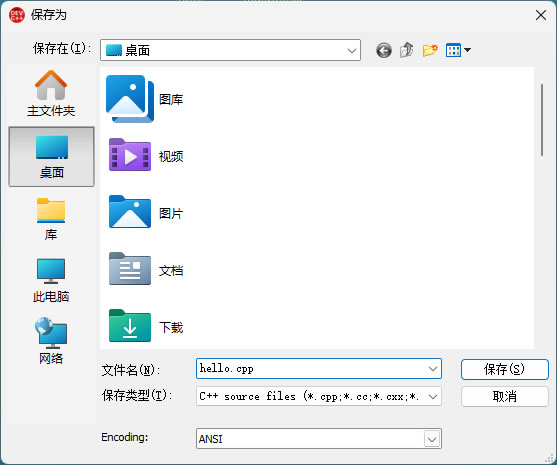 DEV C++
保存为
保存在(I):
桌面
主文件夹
桌面
库
此电脑
网络
图库
视频
图片
文档
下载
文件名(N):
hello.cpp
保存(S)
保存类型(T):
C++ source files (*.cpp;*.cc;*.cxx;*.
取消
Encoding:
ANSI